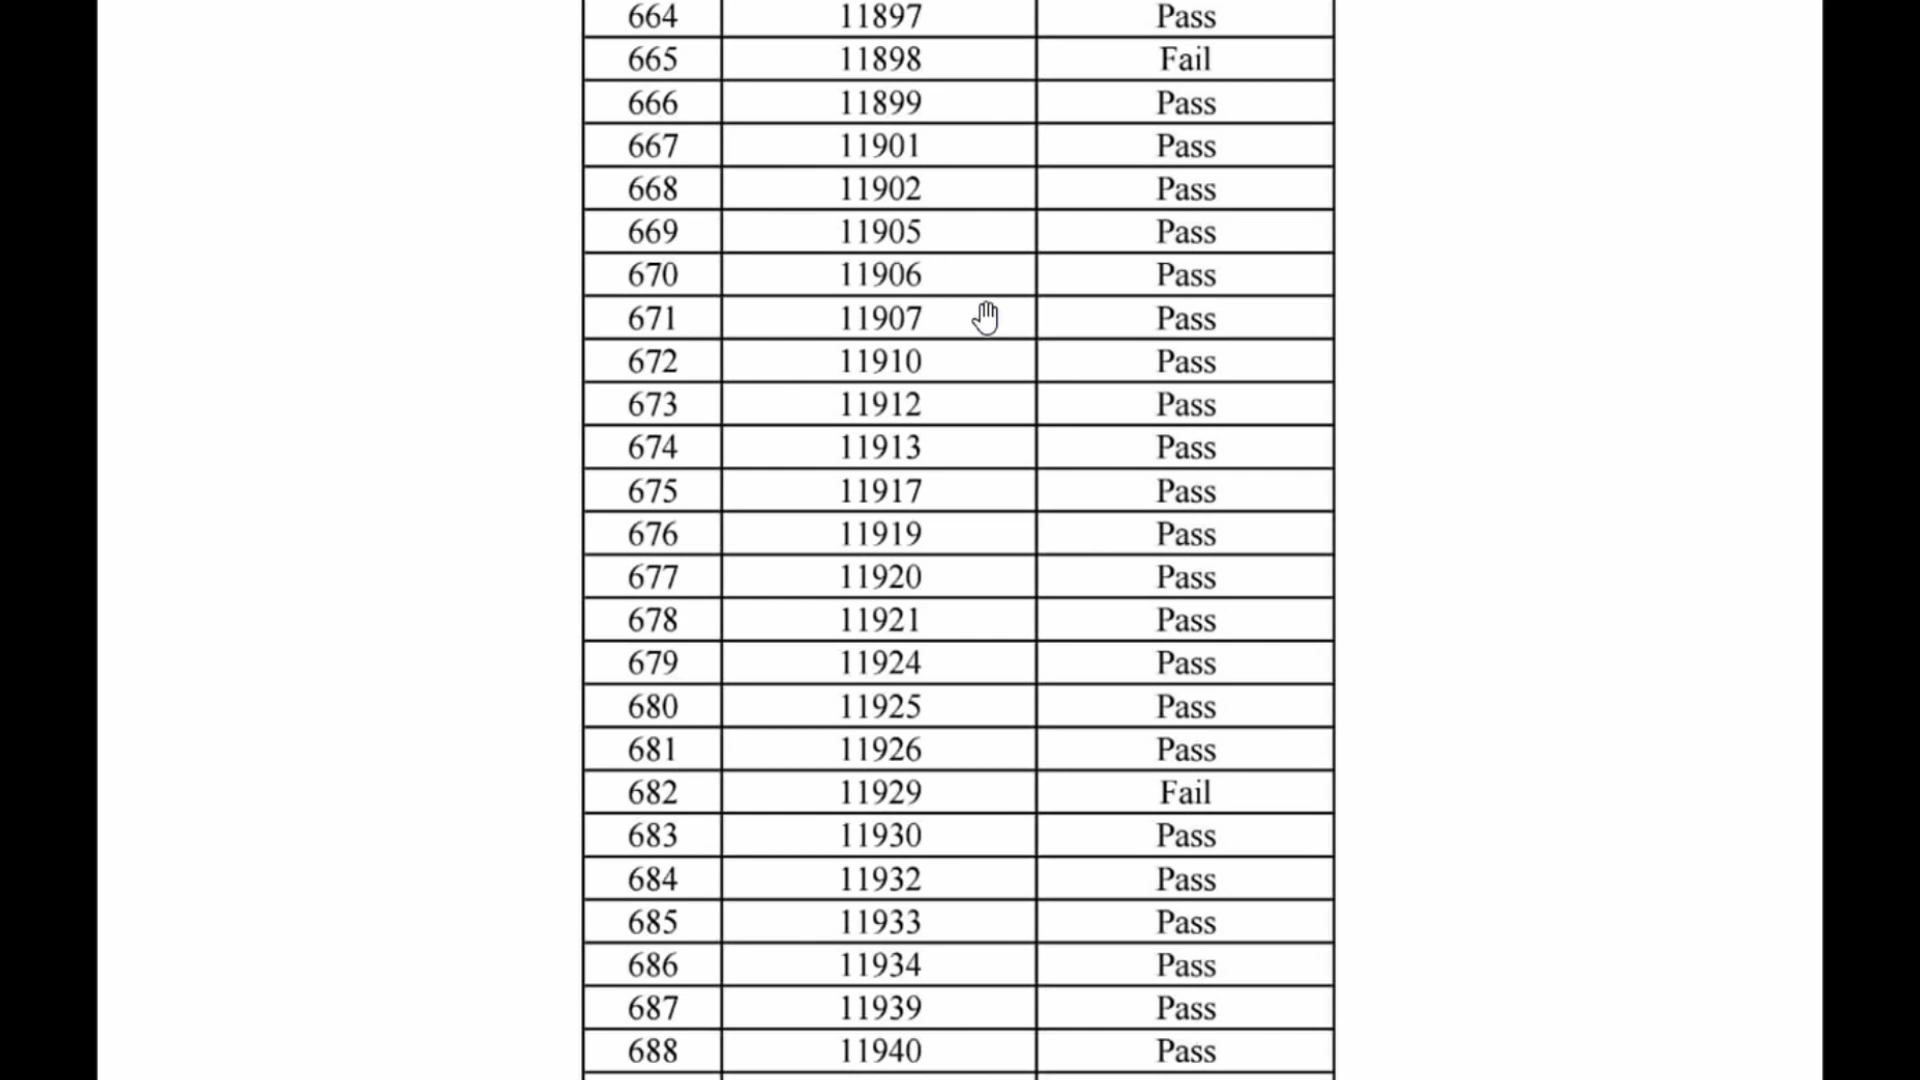 664 11897 Pass
665 11898 Fail
666 11899 Pass
667 11901 Pass
668 11902 Pass
669 11905 Pass
670 11906 Pass
671 11907 Pass
672 11910 Pass
673 11912 Pass
674 11913 Pass
675 11917 Pass
676 11919 Pass
677 11920 Pass
678 11921 Pass
679 11924 Pass
680 11925 Pass
681 11926 Pass
682 11929 Fail
683 11930 Pass
684 11932 Pass
685 11933 Pass
686 11934 Pass
687 11939 Pass
688 11940 Pass